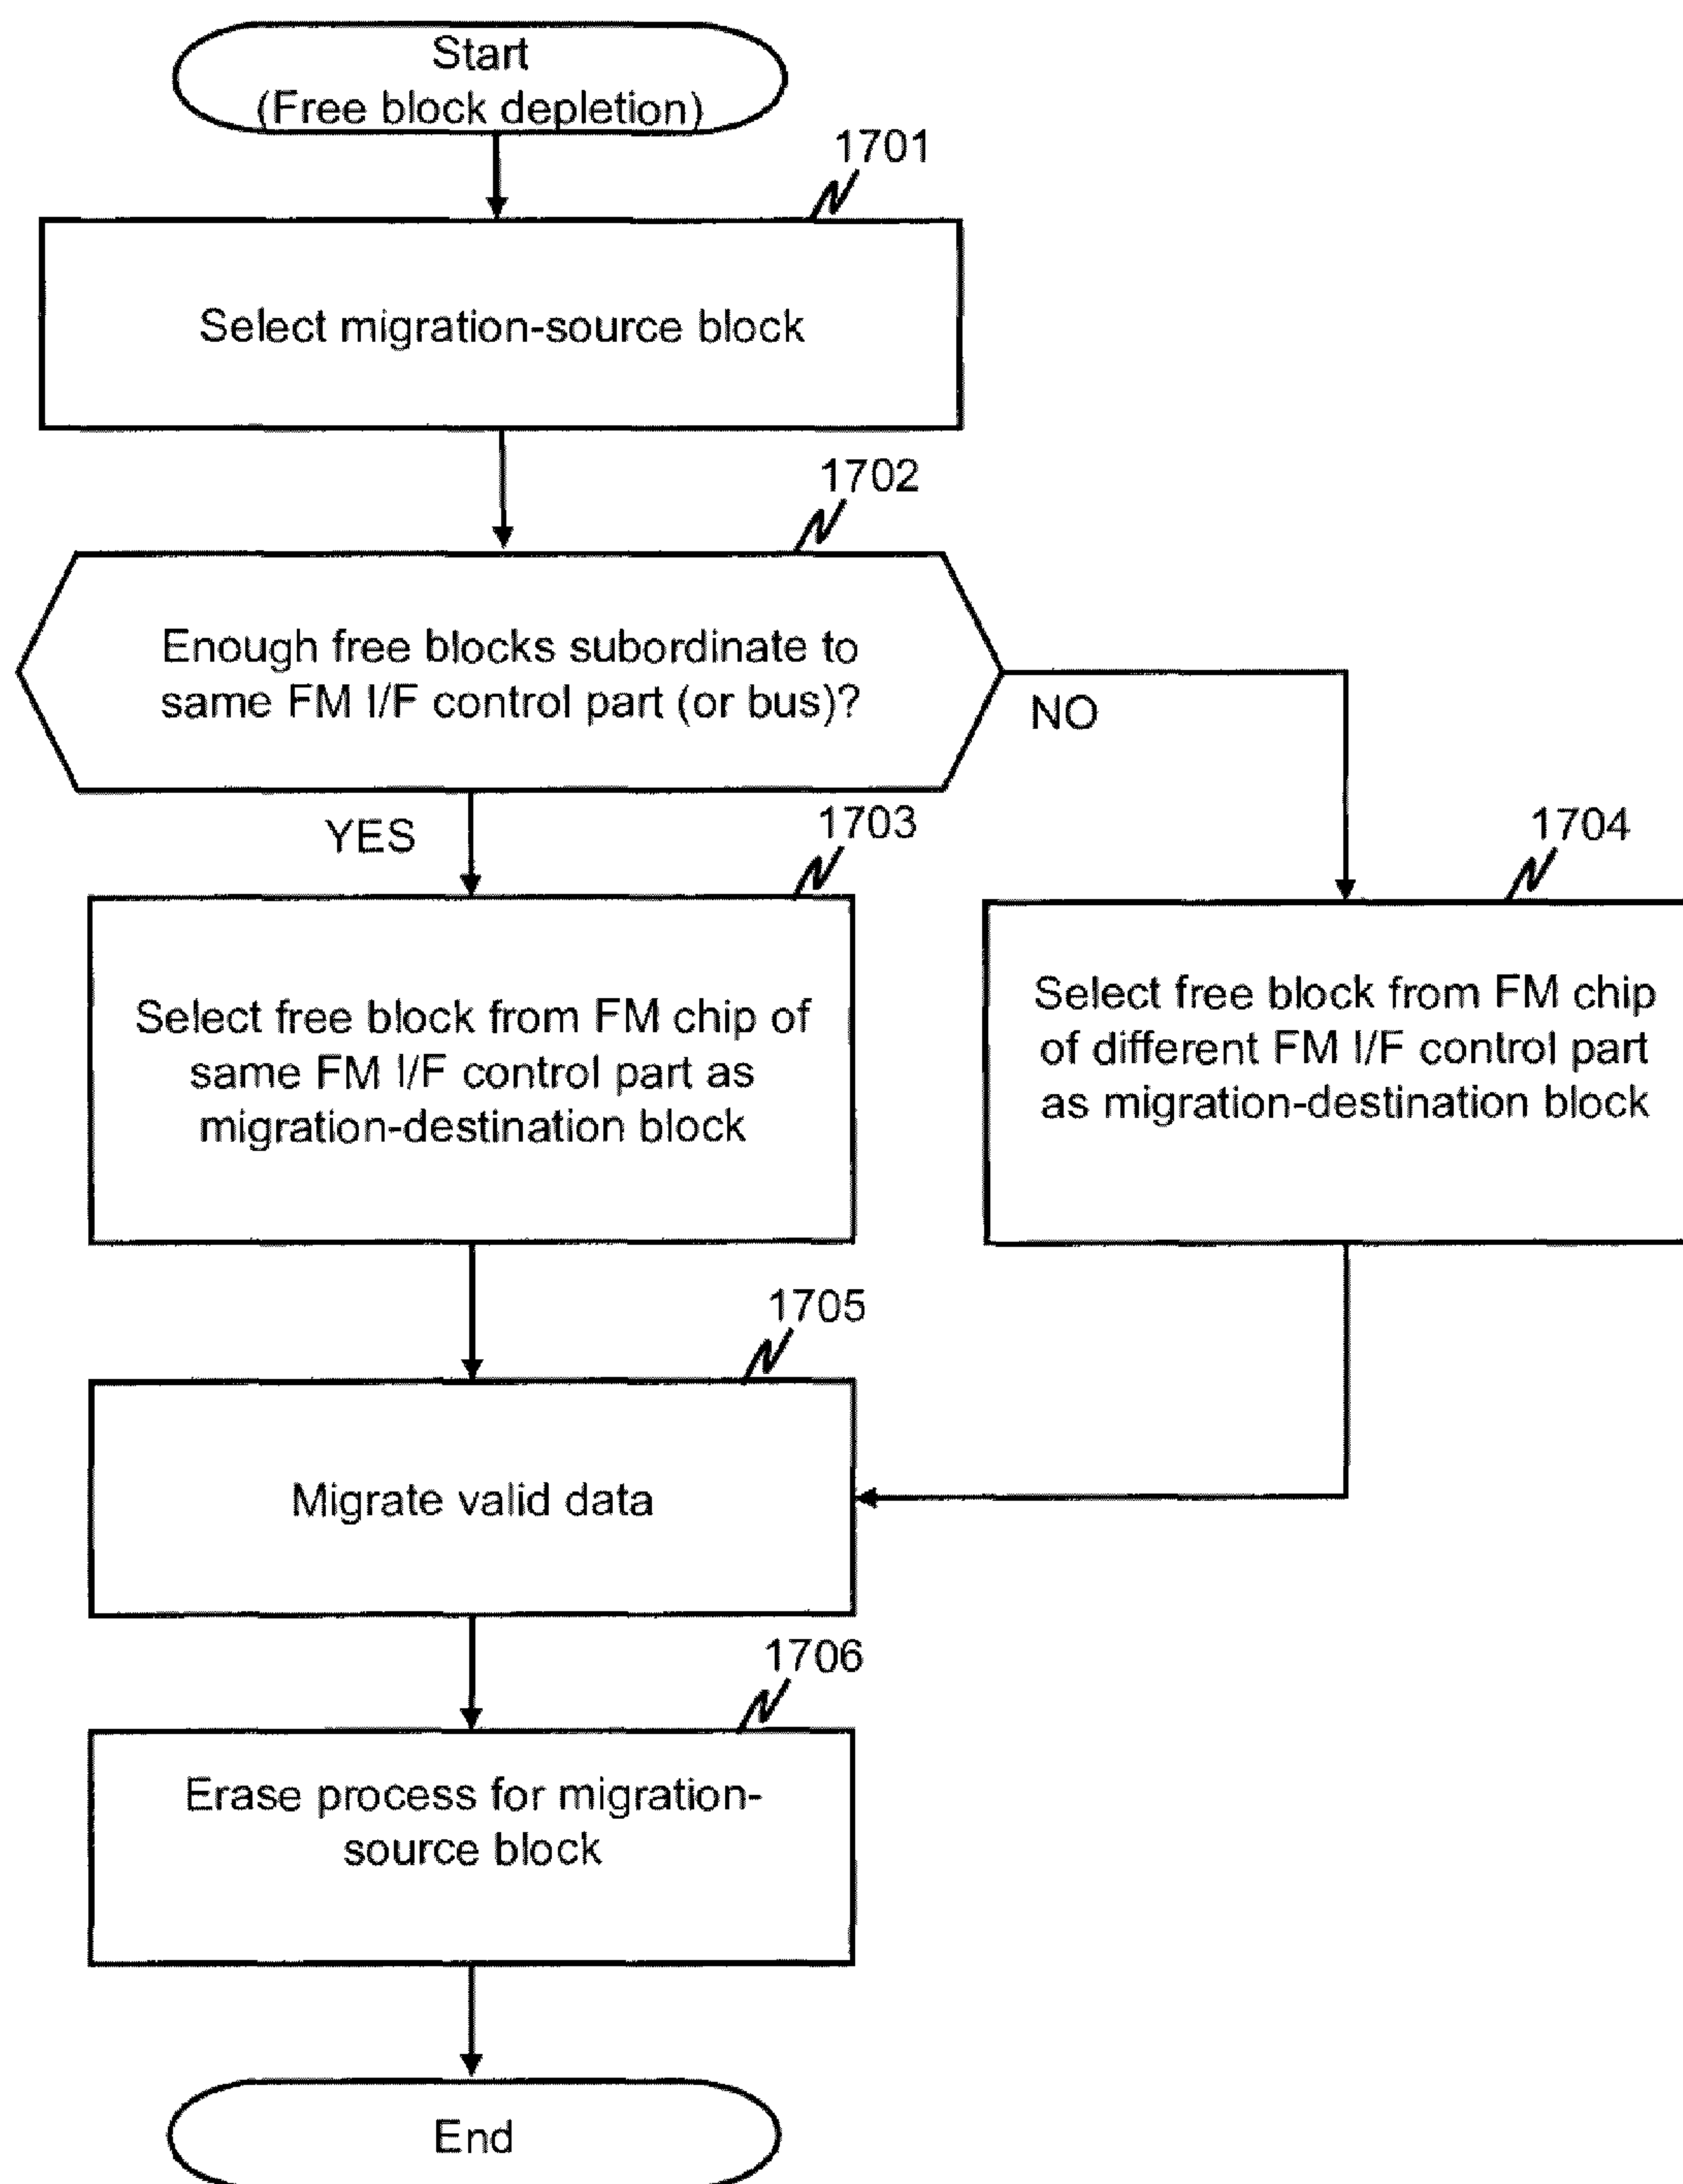 Start
(Free block depletion)
1701
Select migration-source block
1702
Enough free blocks subordinate to
same FM I/F control part (or bus)?
NO
YES
1703
1704
Select free block from FM chip of
same FM I/F control part as
migration-destination block
Select free block from FM chip
of different FM I/F control part
as migration-destination block
1705
Migrate valid data
1706
Erase process for migration-
source block
End